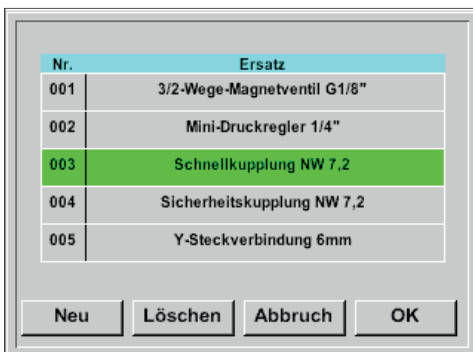 Nr. Ersatz
001 3/2-Wege-Magnetventil G1/8"
002 Mini-Druckregler 1/4"
003 Schnellkupplung NW 7,2
004 Sicherheitskupplung NW 7,2
005 Y-Steckverbindung 6mm
Neu Löschen Abbruch OK